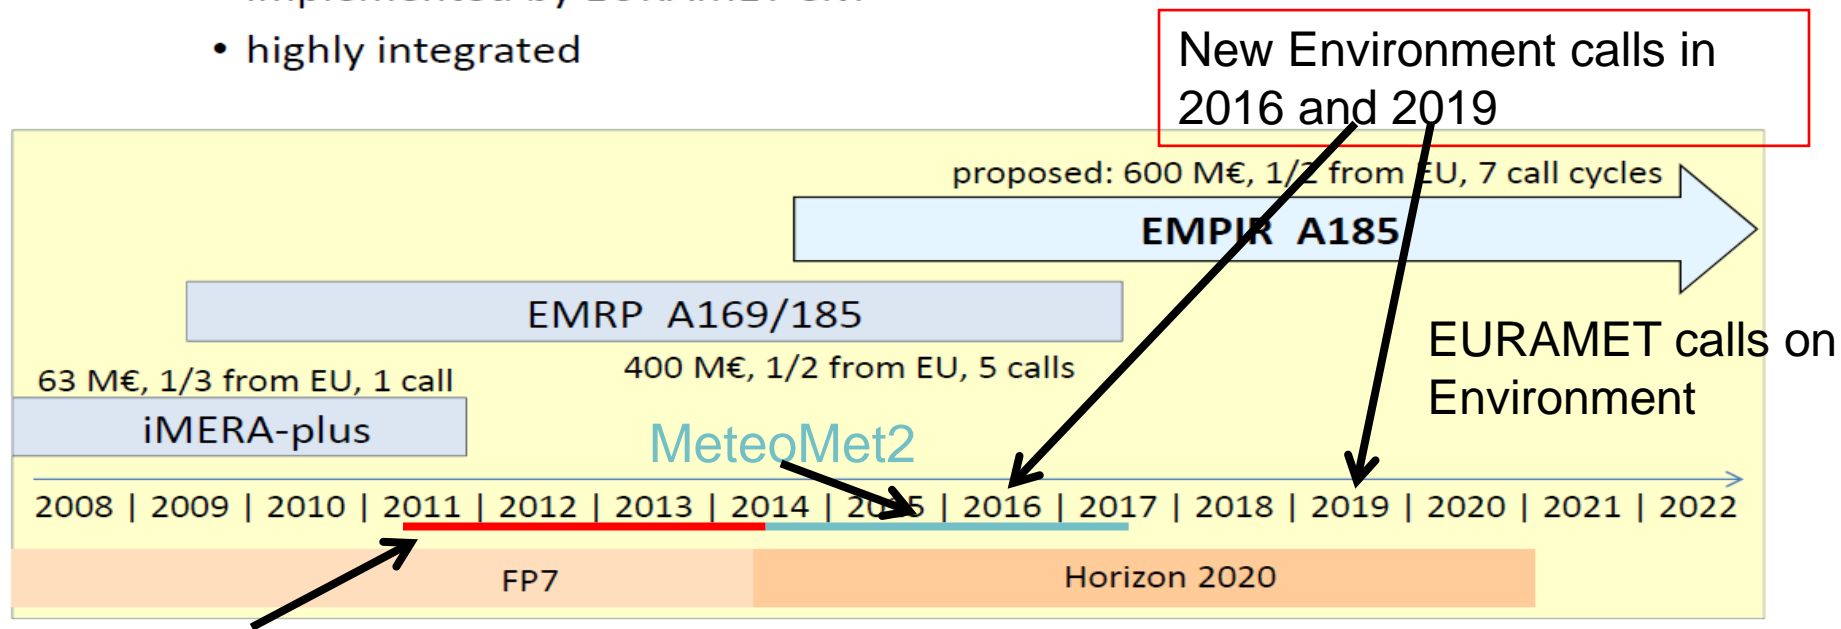 • highly integrated
New Environment calls in
2016 and 2019
proposed: 600 M€, 1/2 from EU, 7 call cycles
EMPIR A185
EMRP A169/185
400 M€, 1/2 from EU, 5 calls
EURAMET calls on
Environment
63 M€, 1/3 from EU, 1 call
iMERA-plus
MeteoMet2
2008 | 2009 | 2010 | 2011 | 2012 | 2013 | 2014 | 2015 | 2016 | 2017 | 2018 | 2019 | 2020 | 2021 | 2022
FP7
Horizon 2020